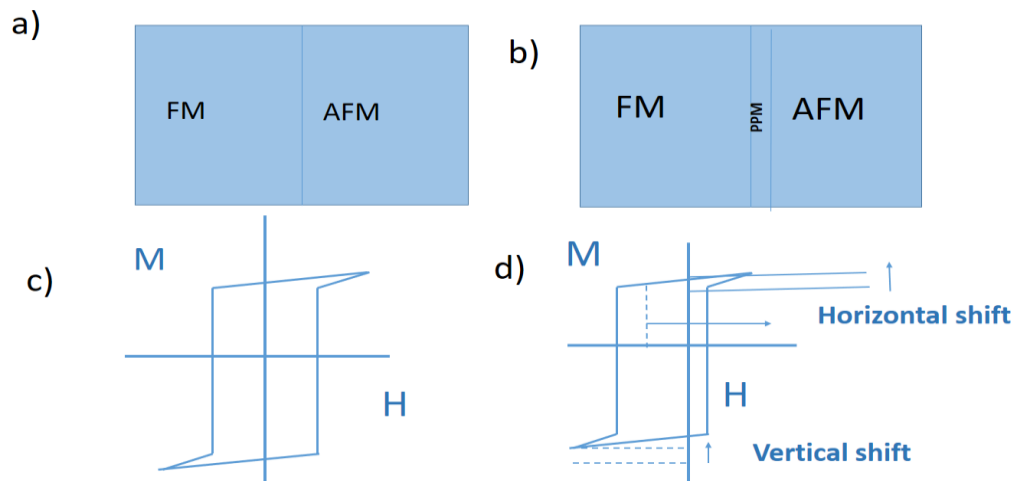 a)
FM
AFM
b)
FM
PPM
AFM
c)
M
H
d)
M
Horizontal shift
H
Vertical shift